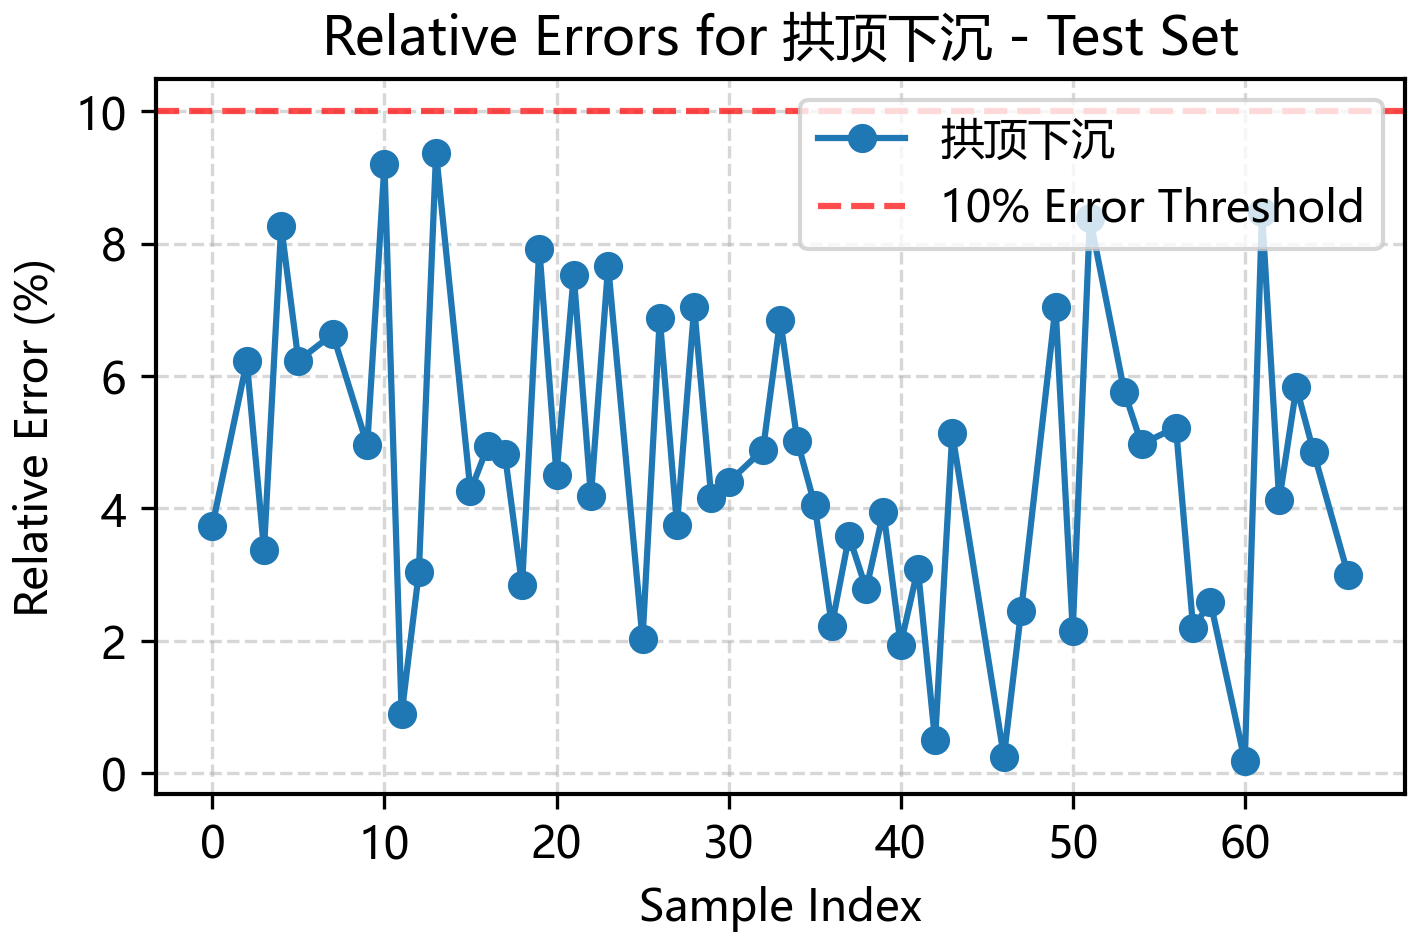 Relative Errors for 拱顶下沉 - Test Set
拱顶下沉
10% Error Threshold
Relative Error (%)
10
8
6
4
2
0
0 10 20 30 40 50 60
Sample Index